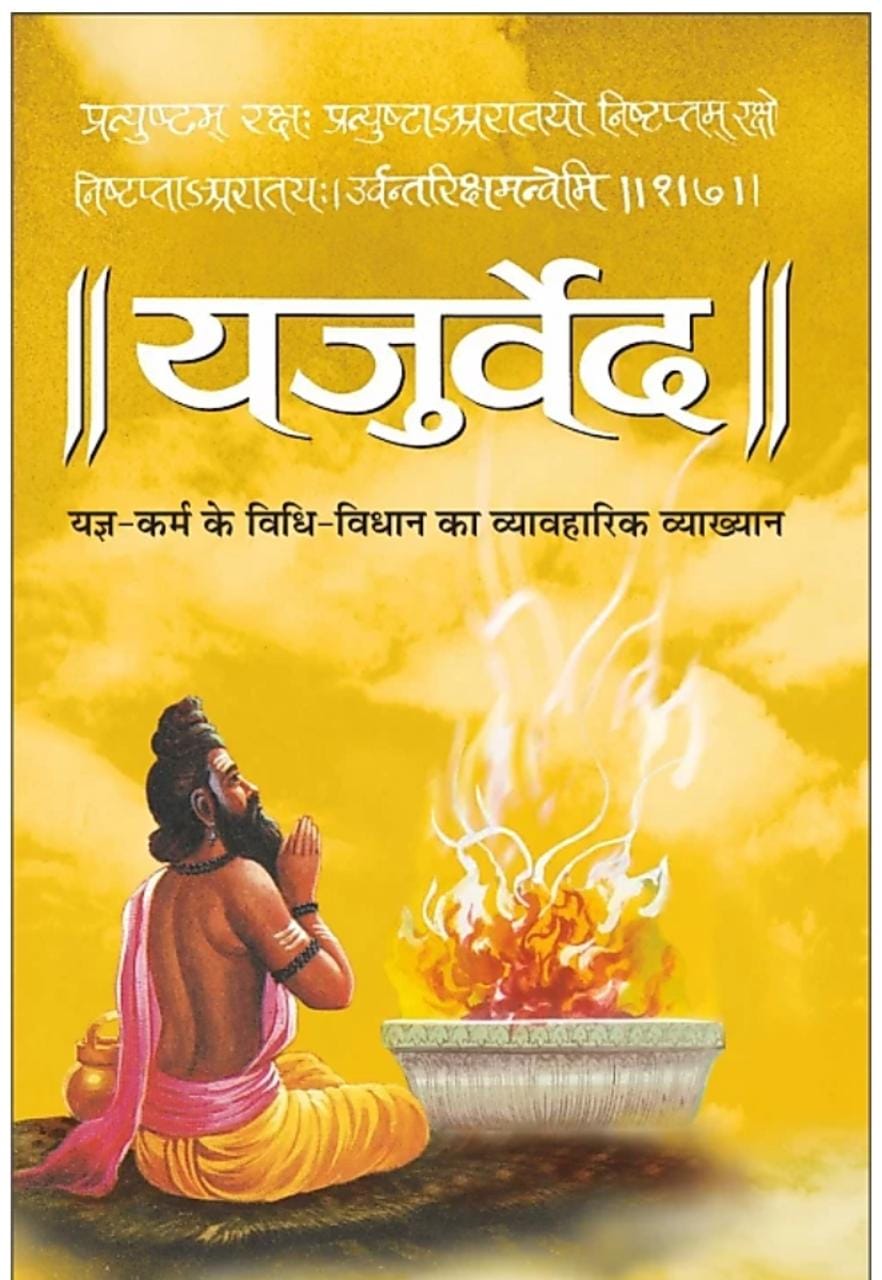 प्रत्युष्टम् रक्षः प्रत्युष्टाऽअरातयो निष्टप्तम् रक्षो
निष्टप्ताऽअरातयः। उर्वन्तरिक्षमन्वेमि ॥१।७॥
॥यजुर्वेद॥
यज्ञ-कर्म के विधि-विधान का व्यावहारिक व्याख्यान